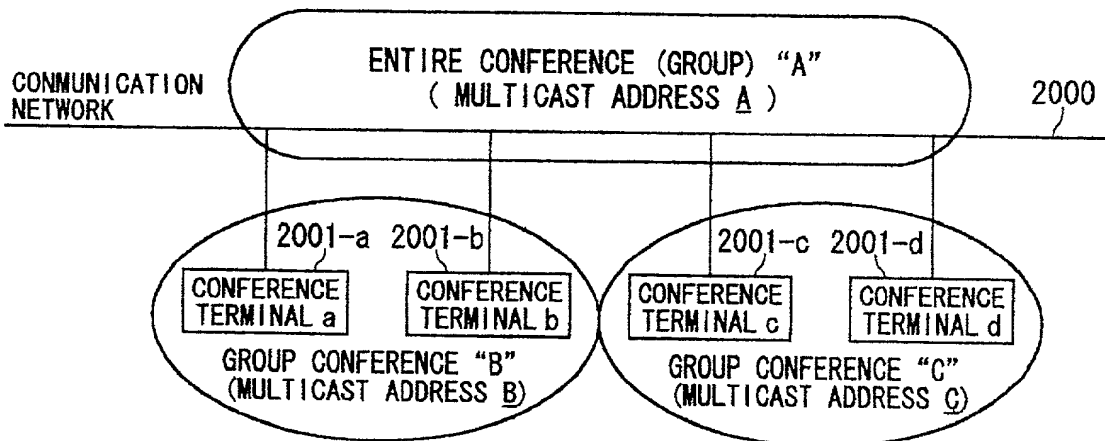 ENTIRE CONFERENCE (GROUP) “A”
( MULTICAST ADDRESS A )
CONMUNICATION
NETWORK
2000
2001-a 2001-b
2001-c 2001-d
CONFERENCE
TERMINAL a
CONFERENCE
TERMINAL b
CONFERENCE
TERMINAL c
CONFERENCE
TERMINAL d
GROUP CONFERENCE “B”
(MULTICAST ADDRESS B)
GROUP CONFERENCE “C”
(MULTICAST ADDRESS C)